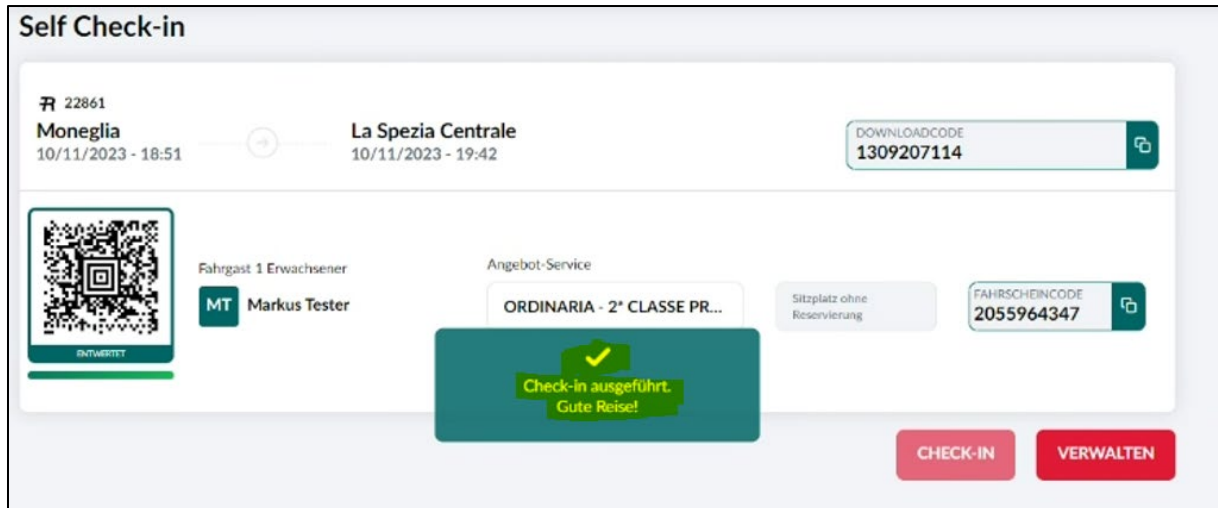 Self Check-in
R 22861
Moneglia
10/11/2023 - 18:51
La Spezia Centrale
10/11/2023 - 19:42
DOWNLOADCODE
1309207114
ENTWERTET
Fahrgast 1 Erwachsener
MT Markus Tester
Angebot-Service
ORDINARIA - 2ª CLASSE PR...
Sitzplatz ohne
Reservierung
FAHRSCHEINCODE
2055964347
Check-in ausgeführt.
Gute Reise!
CHECK-IN
VERWALTEN